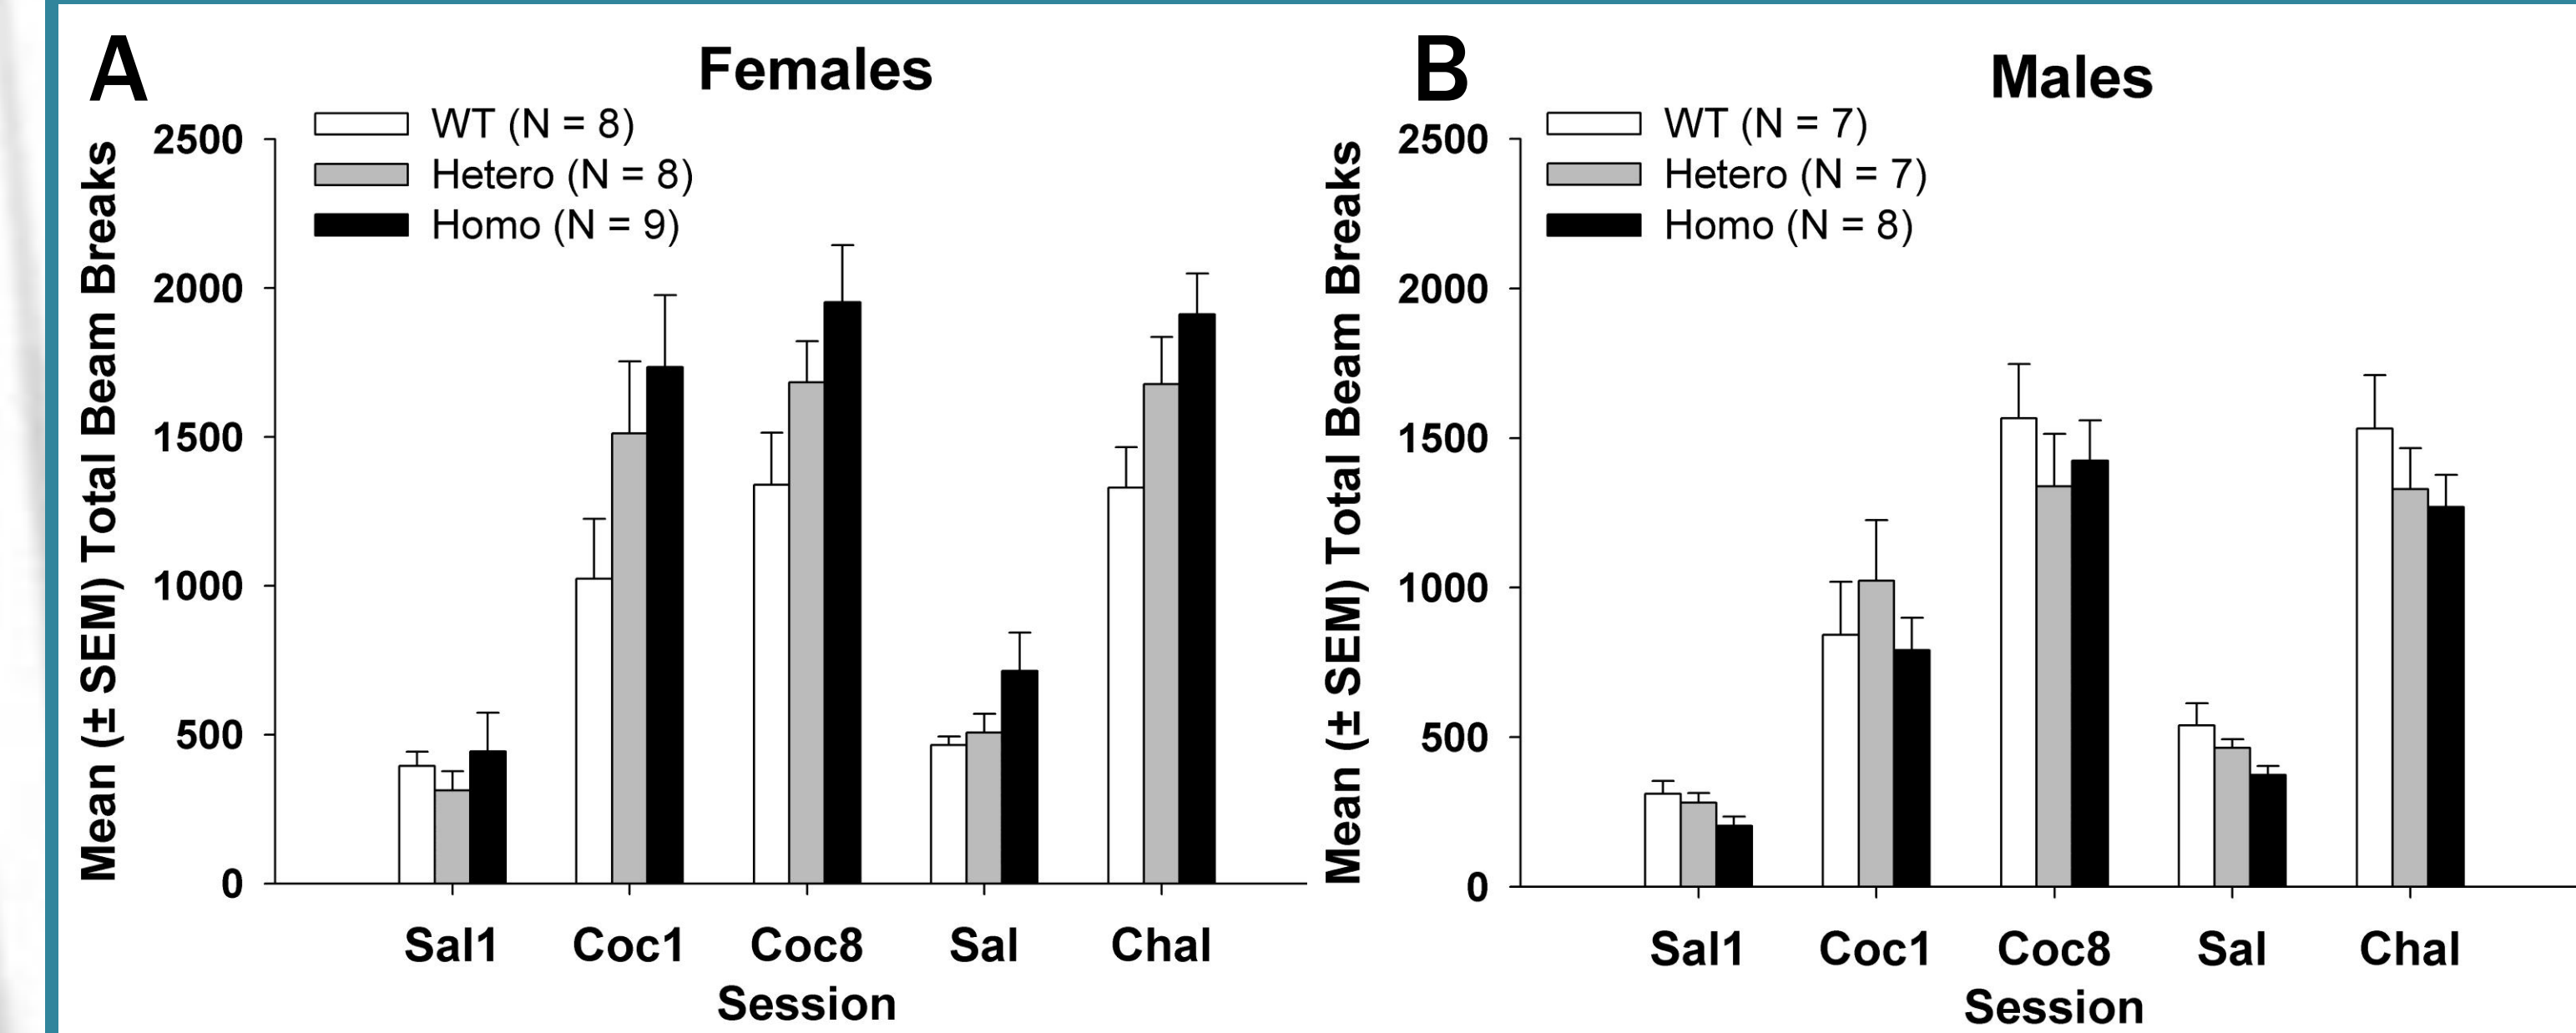 A
Females
WT (N = 8)
Hetero (N = 8)
Homo (N = 9)
Mean (± SEM) Total Beam Breaks
2500
2000
1500
1000
500
0
Sal1 Coc1 Coc8 Sal Chal
Session
B
Males
WT (N = 7)
Hetero (N = 7)
Homo (N = 8)
Mean (± SEM) Total Beam Breaks
2500
2000
1500
1000
500
0
Sal1 Coc1 Coc8 Sal Chal
Session